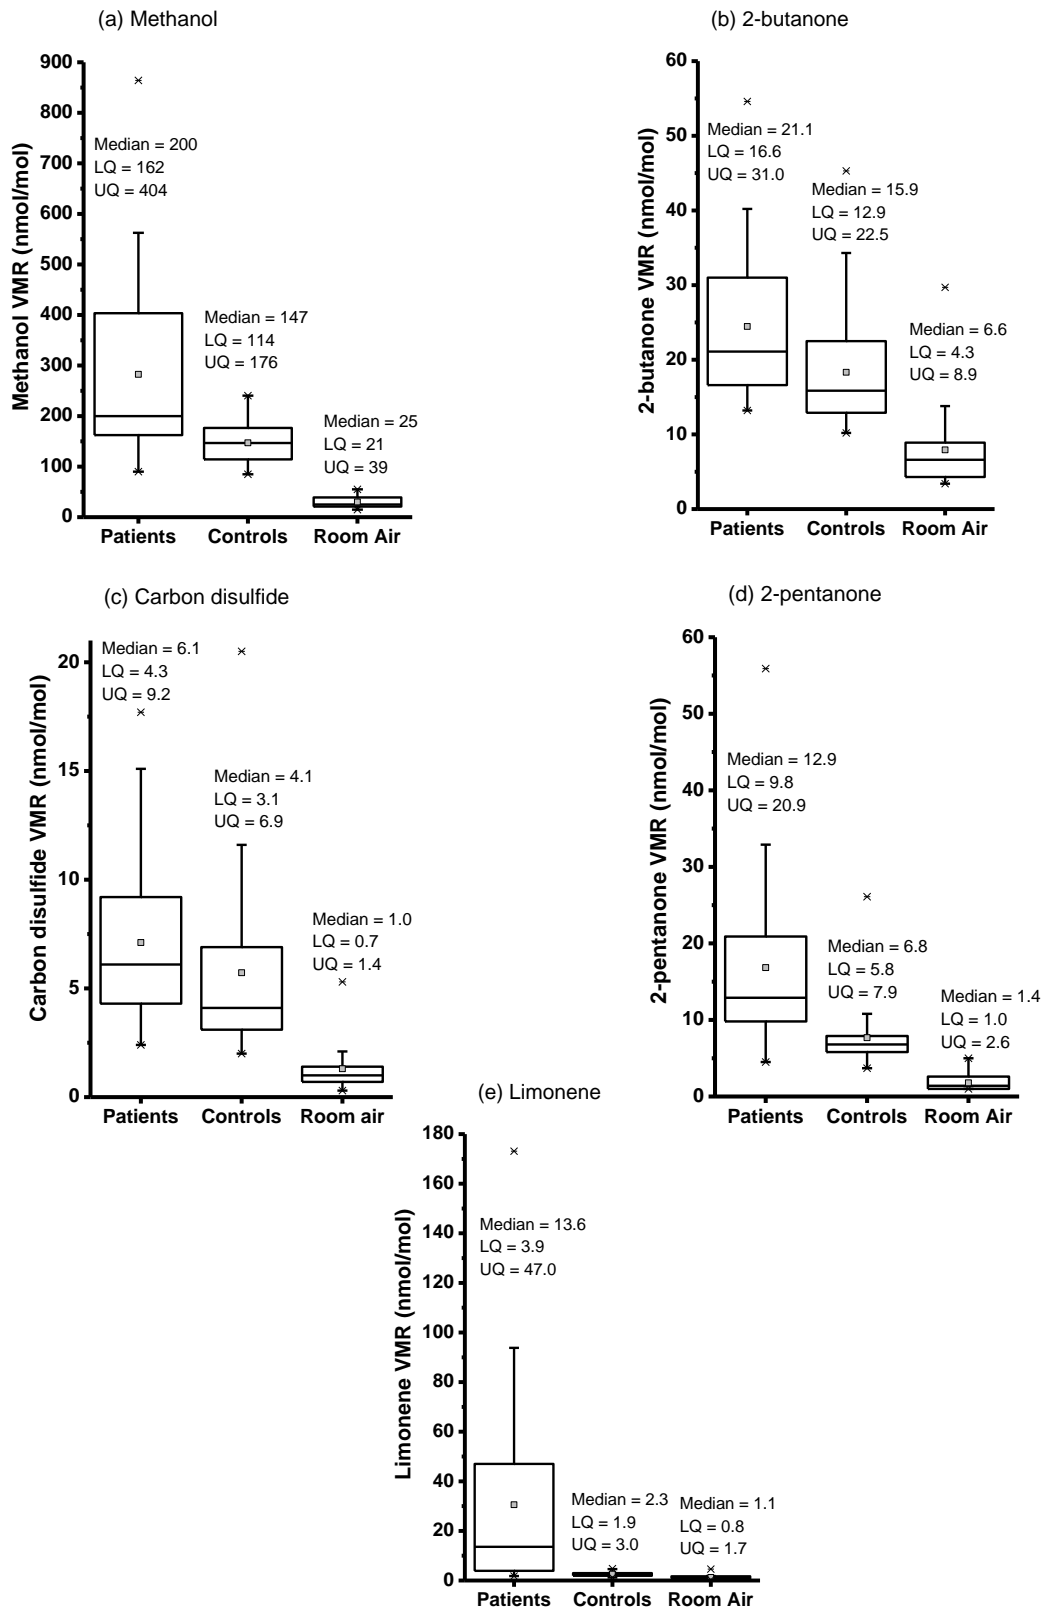 (a) Methanol
Methanol VMR (nmol/mol)
900
800
700
600
500
400
300
200
100
0
Median = 200
LQ = 162
UQ = 404
Median = 147
LQ = 114
UQ = 176
Median = 25
LQ = 21
UQ = 39
Patients Controls Room Air
(b) 2-butanone
2-butanone VMR (nmol/mol)
60
50
40
30
20
10
0
Median = 21.1
LQ = 16.6
UQ = 31.0
Median = 15.9
LQ = 12.9
UQ = 22.5
Median = 6.6
LQ = 4.3
UQ = 8.9
Patients Controls Room Air
(c) Carbon disulfide
Carbon disulfide VMR (nmol/mol)
20
15
10
5
0
Median = 6.1
LQ = 4.3
UQ = 9.2
Median = 4.1
LQ = 3.1
UQ = 6.9
Median = 1.0
LQ = 0.7
UQ = 1.4
Patients Controls Room air
(d) 2-pentanone
2-pentanone VMR (nmol/mol)
60
50
40
30
20
10
0
Median = 12.9
LQ = 9.8
UQ = 20.9
Median = 6.8
LQ = 5.8
UQ = 7.9
Median = 1.4
LQ = 1.0
UQ = 2.6
Patients Controls Room Air
(e) Limonene
Limonene VMR (nmol/mol)
180
160
140
120
100
80
60
40
20
0
Median = 13.6
LQ = 3.9
UQ = 47.0
Median = 2.3
LQ = 1.9
UQ = 3.0
Median = 1.1
LQ = 0.8
UQ = 1.7
Patients Controls Room Air